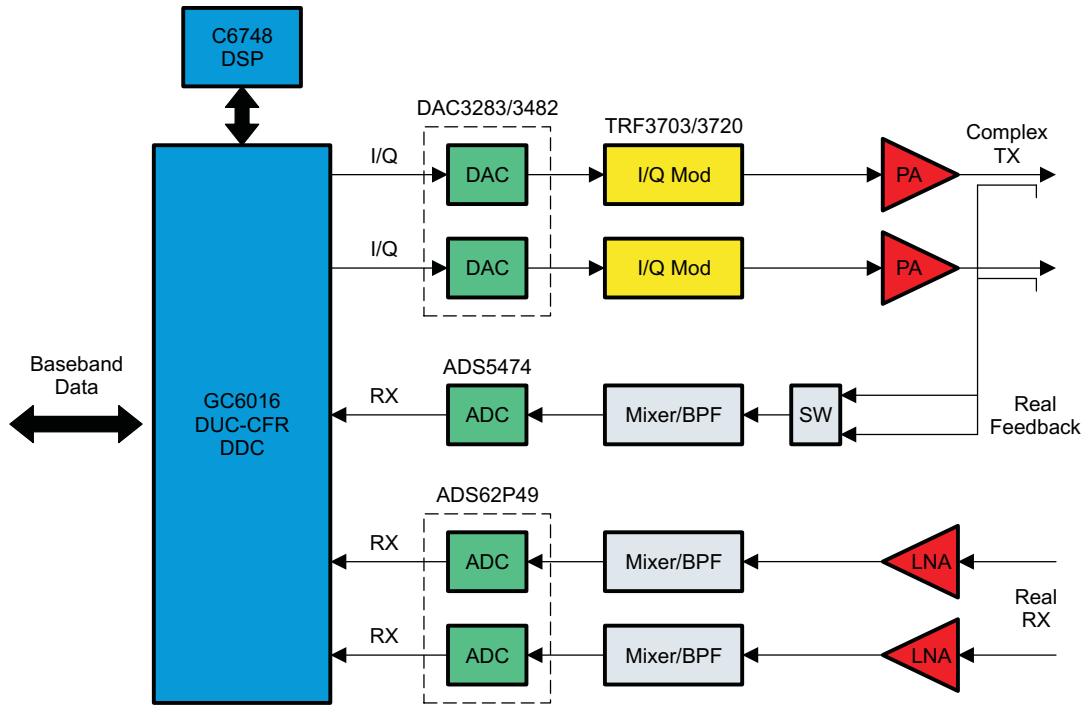 C6748
DSP
DAC3283/3482
TRF3703/3720
Complex
TX
I/Q
DAC
I/Q Mod
PA
I/Q
DAC
I/Q Mod
PA
Baseband
Data
GC6016
DUC-CFR
DDC
ADS5474
RX
ADC
Mixer/BPF
SW
Real
Feedback
ADS62P49
RX
ADC
Mixer/BPF
LNA
Real
RX
RX
ADC
Mixer/BPF
LNA